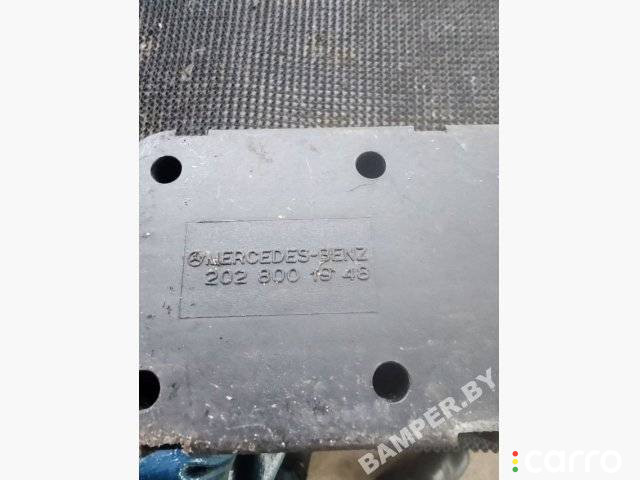 MERCEDES-BENZ
202 800 19 48
BAMPER.BY
carro